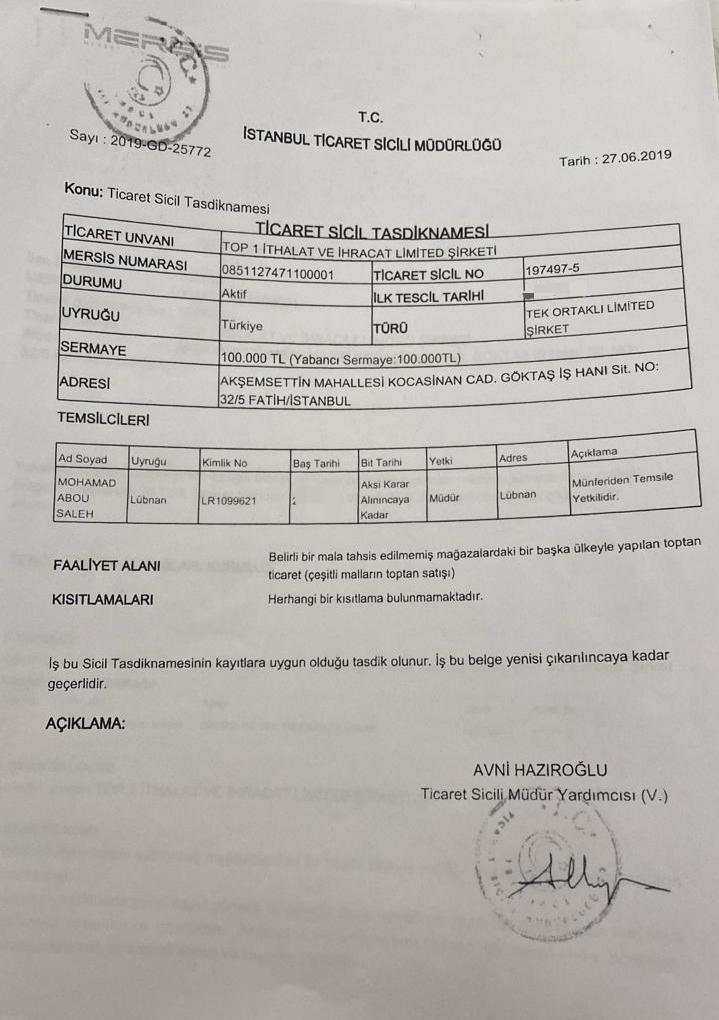 MERSİS
T.C.
İSTANBUL TİCARET SİCİLİ MÜDÜRLÜĞÜ
Sayı : 2019-GD-25772
Tarih : 27.06.2019
Konu: Ticaret Sicil Tasdiknamesi
TİCARET SİCİL TASDİKNAMESİ
TİCARET UNVANI TOP 1 İTHALAT VE İHRACAT LİMİTED ŞİRKETİ
MERSİS NUMARASI 0851127471100001 TİCARET SİCİL NO 197497-5
DURUMU Aktif İLK TESCİL TARİHİ
UYRUĞU Türkiye TÜRÜ TEK ORTAKLI LİMİTED
ŞİRKET
SERMAYE 100.000 TL (Yabancı Sermaye:100.000TL)
ADRESİ AKŞEMSETTİN MAHALLESİ KOCASİNAN CAD. GÖKTAŞ İŞ HANI Sit. NO:
32/5 FATİH/İSTANBUL
TEMSİLCİLERİ
Ad Soyad Uyruğu Kimlik No Baş Tarihi Bit Tarihi Yetki Adres Açıklama
MOHAMAD Aksi Karar Münferiden Temsile
ABOU Lübnan LR1099621 Alınıncaya Müdür Lübnan Yetkilidir.
SALEH Kadar
FAALİYET ALANI Belirli bir mala tahsis edilmemiş mağazalardaki bir başka ülkeyle yapılan toptan
ticaret (çeşitli malların toptan satışı)
KISITLAMALARI Herhangi bir kısıtlama bulunmamaktadır.
İş bu Sicil Tasdiknamesinin kayıtlara uygun olduğu tasdik olunur. İş bu belge yenisi çıkarılıncaya kadar
geçerlidir.
AÇIKLAMA:
AVNİ HAZIROĞLU
Ticaret Sicili Müdür Yardımcısı (V.)